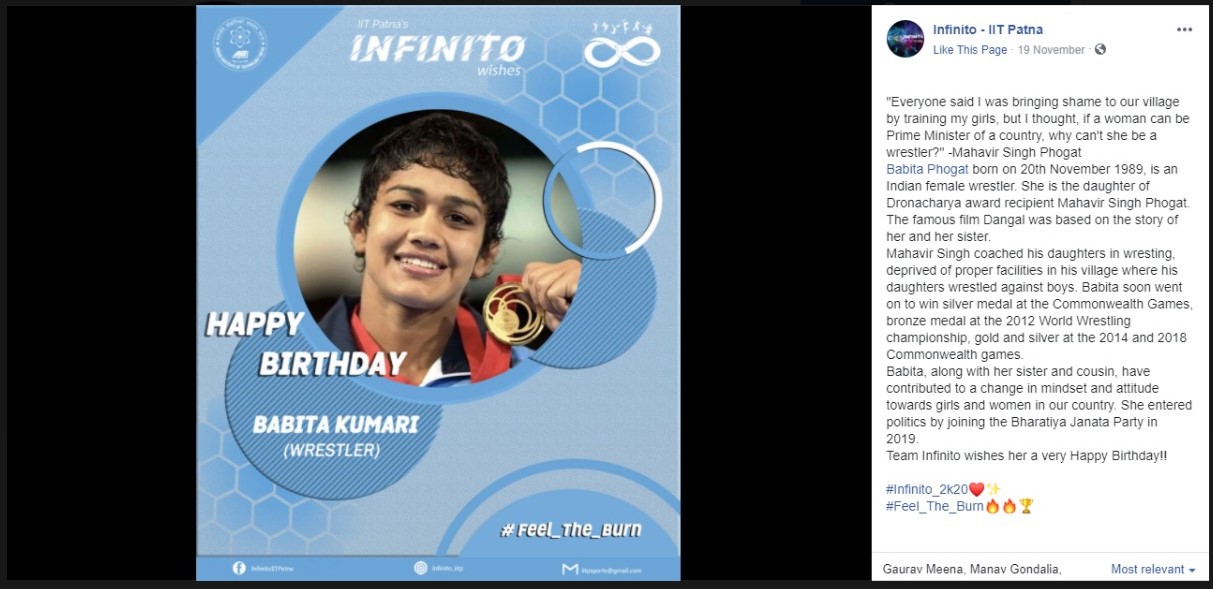 IIT Patna's
INFINITO
wishes
HAPPY
BIRTHDAY
BABITA KUMARI
(WRESTLER)
# Feel_The_Burn
InfinitoIITPatna
infinito_iitp
iitpsports@gmail.com
Infinito - IIT Patna
Like This Page · 19 November ·
"Everyone said I was bringing shame to our village
by training my girls, but I thought, if a woman can be
Prime Minister of a country, why can't she be a
wrestler?" -Mahavir Singh Phogat
Babita Phogat born on 20th November 1989, is an
Indian female wrestler. She is the daughter of
Dronacharya award recipient Mahavir Singh Phogat.
The famous film Dangal was based on the story of
her and her sister.
Mahavir Singh coached his daughters in wresting,
deprived of proper facilities in his village where his
daughters wrestled against boys. Babita soon went
on to win silver medal at the Commonwealth Games,
bronze medal at the 2012 World Wrestling
championship, gold and silver at the 2014 and 2018
Commonwealth games.
Babita, along with her sister and cousin, have
contributed to a change in mindset and attitude
towards girls and women in our country. She entered
politics by joining the Bharatiya Janata Party in
2019.
Team Infinito wishes her a very Happy Birthday!!
#Infinito_2k20❤️✨
#Feel_The_Burn🔥🔥🏆
Gaurav Meena, Manav Gondalia,
Most relevant